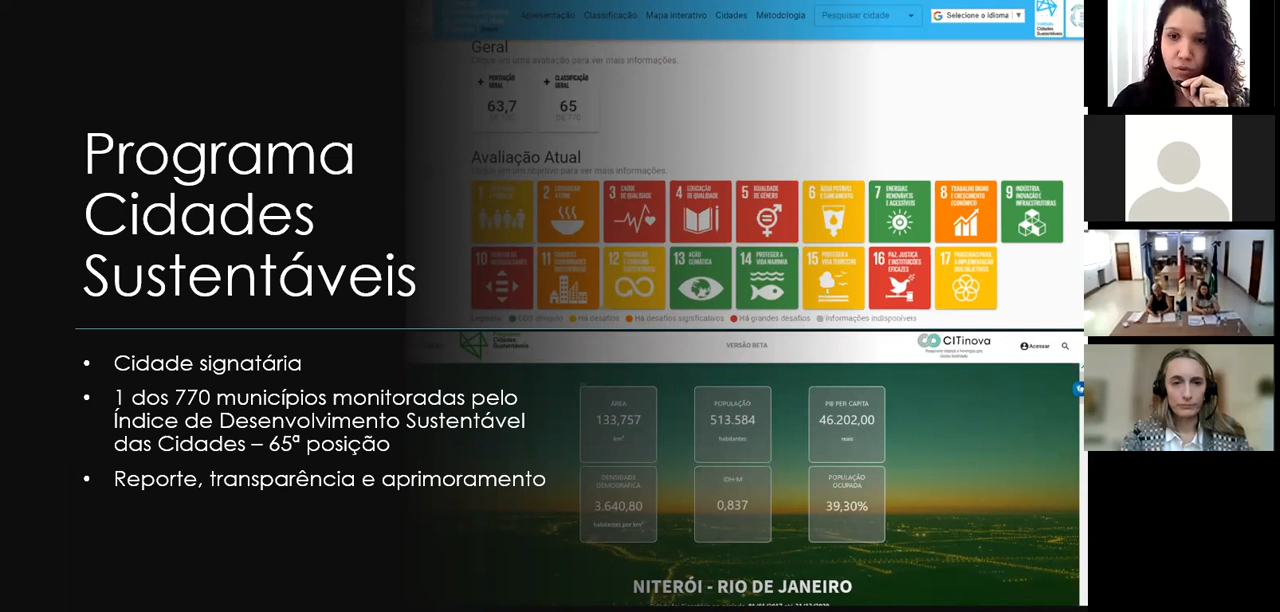 Programa
Cidades
Sustentáveis
• Cidade signatária
• 1 dos 770 municípios monitoradas pelo
Índice de Desenvolvimento Sustentável
das Cidades – 65ª posição
• Reporte, transparência e aprimoramento
Apresentação Classificação Mapa interativo Cidades Metodologia Pesquisar cidade Selecione o idioma
Geral
Clique em uma avaliação para ver mais informações.
+ PONTUAÇÃO GERAL
63,7
DE 100
+ CLASSIFICAÇÃO GERAL
65
DE 770
Avaliação Atual
Clique em um objetivo para ver mais informações.
1
2
3 SAÚDE DE QUALIDADE
4 EDUCAÇÃO DE QUALIDADE
5 IGUALDADE DE GÊNERO
6 ÁGUA POTÁVEL E SANEAMENTO
7 ENERGIAS RENOVÁVEIS E ACESSÍVEIS
8 TRABALHO DIGNO E CRESCIMENTO ECONÓMICO
9 INDÚSTRIA, INOVAÇÃO E INFRAESTRUTURAS
10
11
12
13 AÇÃO CLIMÁTICA
14 PROTEGER A VIDA MARINHA
15 PROTEGER A VIDA TERRESTRE
16 PAZ, JUSTIÇA E INSTITUIÇÕES EFICAZES
17
Legenda: ODS atingido Há desafios Há desafios significativos Há grandes desafios Informações indisponíveis
Cidades
Sustentáveis
VERSÃO BETA
CITinova
Acessar
ÁREA
133,757
km²
POPULAÇÃO
513.584
habitantes
PIB PER CAPITA
46.202,00
reais
DENSIDADE
DEMOGRÁFICA
3.640,80
habitantes por km²
IDH-M
0,837
POPULAÇÃO
OCUPADA
39,30%
NITERÓI - RIO DE JANEIRO